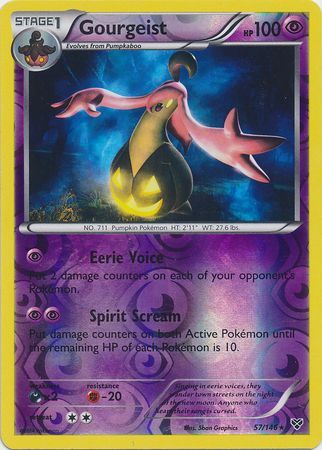 STAGE1
Gourgeist
HP100
Evolves from Pumpkaboo
NO. 711 Pumpkin Pokémon HT: 2'11" WT: 27.6 lbs.
Eerie Voice
Put 2 damage counters on each of your opponent's
Pokémon.
Spirit Scream
Put damage counters on both Active Pokémon until
the remaining HP of each Pokémon is 10.
weakness
resistance
×2
-20
retreat
Singing in eerie voices, they
wander town streets on the night
of the new moon. Anyone who
hears their song is cursed.
Illus. 5ban Graphics
57/146★
XY